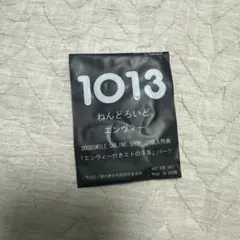 1013
ねんどろいど
エンヴィー
GOODSMILE ONLINE SHOP ご購入特典
「エンヴィー付きエドの手首」パーツ
MADE IN CHINA